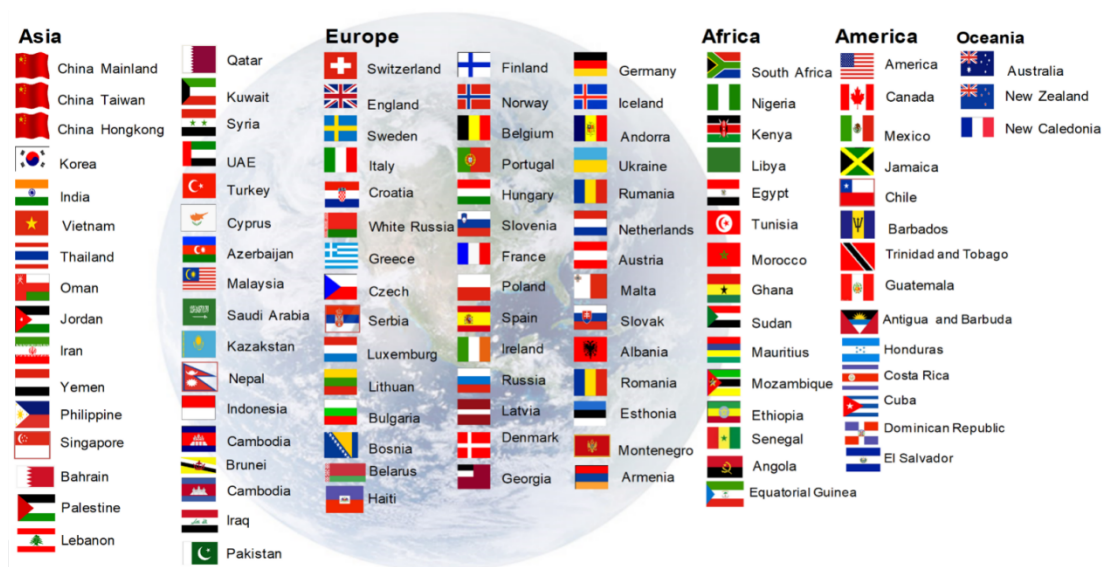 Asia
China Mainland
China Taiwan
China Hongkong
Korea
India
Vietnam
Thailand
Oman
Jordan
Iran
Yemen
Philippine
Singapore
Bahrain
Palestine
Lebanon
Qatar
Kuwait
Syria
UAE
Turkey
Cyprus
Azerbaijan
Malaysia
Saudi Arabia
Kazakstan
Nepal
Indonesia
Cambodia
Brunei
Cambodia
Iraq
Pakistan
Europe
Switzerland
England
Sweden
Italy
Croatia
White Russia
Greece
Czech
Serbia
Luxemburg
Lithuan
Bulgaria
Bosnia
Belarus
Haiti
Finland
Norway
Belgium
Portugal
Hungary
Slovenia
France
Poland
Spain
Ireland
Russia
Latvia
Denmark
Georgia
Germany
Iceland
Andorra
Ukraine
Rumania
Netherlands
Austria
Malta
Slovak
Albania
Romania
Esthonia
Montenegro
Armenia
Africa
South Africa
Nigeria
Kenya
Libya
Egypt
Tunisia
Morocco
Ghana
Sudan
Mauritius
Mozambique
Ethiopia
Senegal
Angola
Equatorial Guinea
America
America
Canada
Mexico
Jamaica
Chile
Barbados
Trinidad and Tobago
Guatemala
Antigua and Barbuda
Honduras
Costa Rica
Cuba
Dominican Republic
El Salvador
Oceania
Australia
New Zealand
New Caledonia